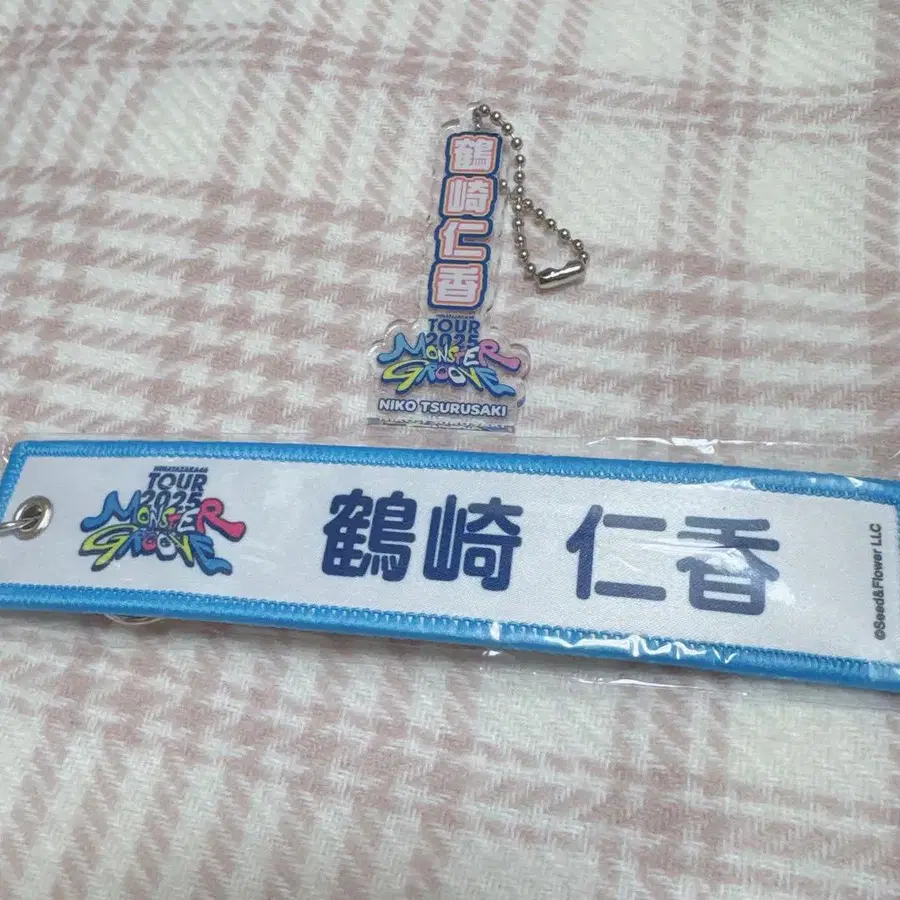 鶴崎仁香
HINATAZAKA46
TOUR
2025
MONSTER
GROOVE
NIKO TSURUSAKI
HINATAZAKA46
TOUR
2025
MONSTER
GROOVE
鶴崎 仁香
©Seed&Flower LLC